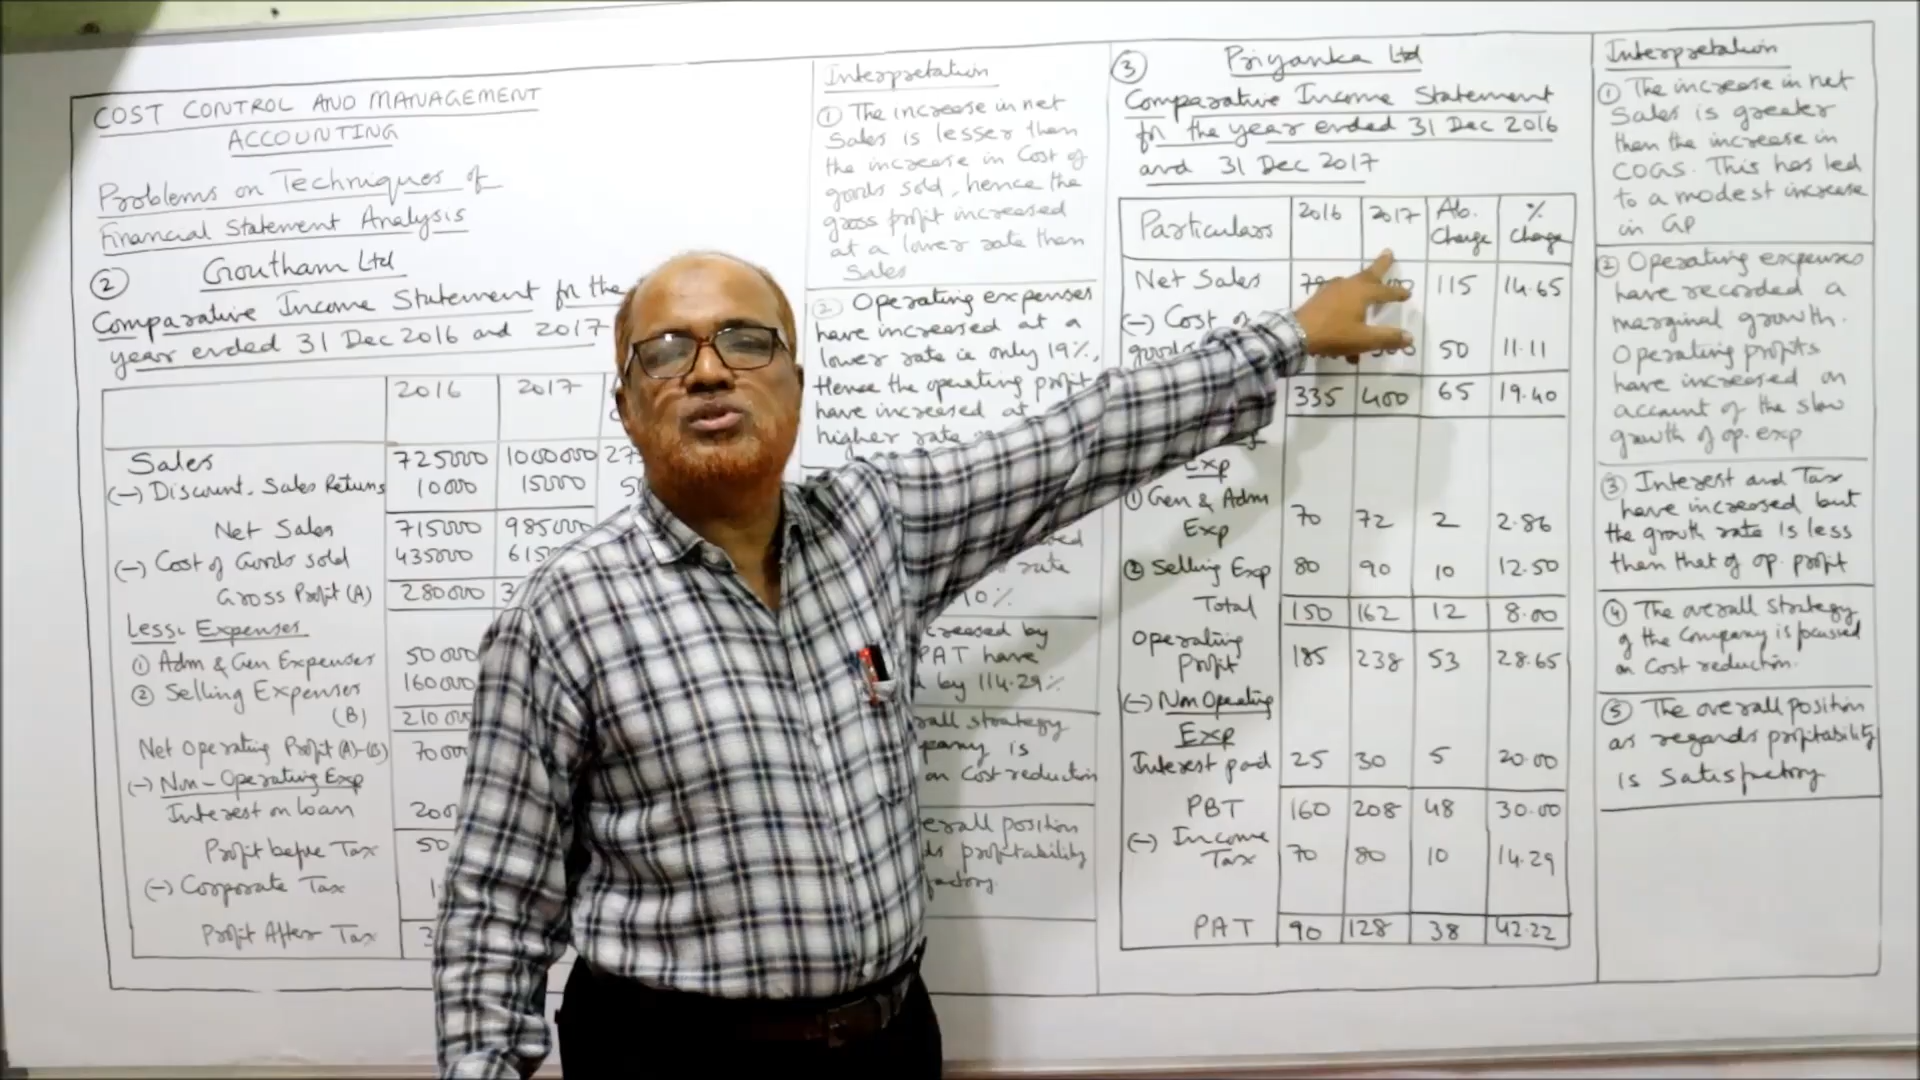 COST CONTROL AND MANAGEMENT
ACCOUNTING
Problems on Techniques of
Financial Statement Analysis
② Goutham Ltd
Comparative Income Statement for the
year ended 31 Dec 2016 and 2017
2016 2017
Sales 725000 1000000
(-) Discount. Sales Returns 10000 15000
Net Sales 715000 985000
(-) Cost of Goods sold 435000
Gross Profit (A) 280000
Less: Expenses
① Adm & Gen Expenses 50000
② Selling Expenses 160000
(B)
Net Operating Profit (A)-(B)
(-) Non-Operating Exp
Interest on loan
Profit before Tax
(-) Corporate Tax
Profit After Tax
Interpretation
① The increase in net
Sales is lesser than
the increase in Cost of
goods sold, hence the
gross profit increased
at a lower rate than
Sales
② Operating expenses
have increased at a
lower rate ie only 19%,
Hence the operating profit
have increased at
higher rate
rate
10%
by
PAT have
by 114.29%
strategy
is
on Cost reduction
position
profitability
③ Priyanka Ltd
Comparative Income Statement
for the year ended 31 Dec 2016
and 31 Dec 2017
Particulars 2016 2017 Ab. Change % Change
Net Sales 115 14.65
(-) Cost of
goods 50 11.11
335 400 65 19.40
Exp
① Gen & Adm
Exp 70 72 2 2.86
② Selling Exp 80 90 10 12.50
Total 150 162 12 8.00
Operating
Profit 185 238 53 28.65
(-) Non Operating
Exp
Interest paid 25 30 5 20.00
PBT 160 208 48 30.00
(-) Income
Tax 70 80 10 14.29
PAT 90 128 38 42.22
Interpretation
① The increase in net
Sales is greater
than the increase in
COGS. This has led
to a modest increase
in GP
② Operating expenses
have recorded a
marginal growth.
Operating profits
have increased on
account of the slow
growth of op. exp
③ Interest and Tax
have increased but
the growth rate is less
than that of op. profit
④ The overall strategy
of the Company is focussed
on Cost reduction.
⑤ The overall position
as regards profitability
is Satisfactory